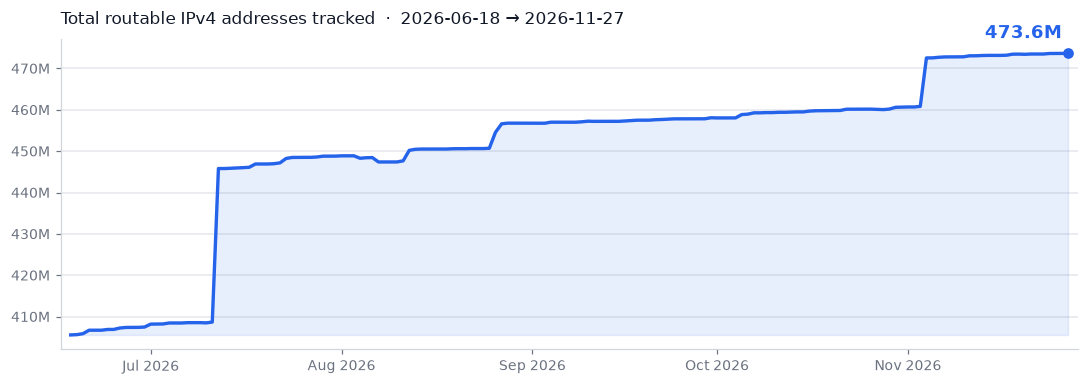 Total routable IPv4 addresses tracked · 2026-06-18 → 2026-11-27
473.6M
470M
460M
450M
440M
430M
420M
410M
Jul 2026 Aug 2026 Sep 2026 Oct 2026 Nov 2026